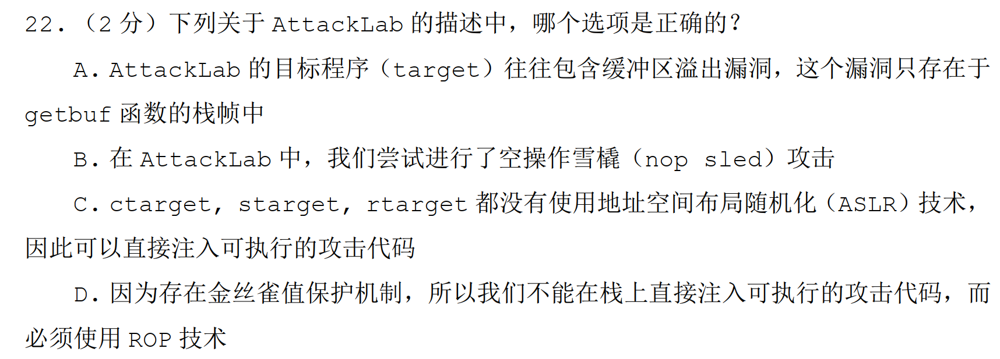 22.（2 分）下列关于 AttackLab 的描述中，哪个选项是正确的？
A. AttackLab 的目标程序（target）往往包含缓冲区溢出漏洞，这个漏洞只存在于
getbuf 函数的栈帧中
B. 在 AttackLab 中，我们尝试进行了空操作雪橇（nop sled）攻击
C. ctarget, starget, rtarget 都没有使用地址空间布局随机化（ASLR）技术，
因此可以直接注入可执行的攻击代码
D. 因为存在金丝雀值保护机制，所以我们不能在栈上直接注入可执行的攻击代码，而
必须使用 ROP 技术